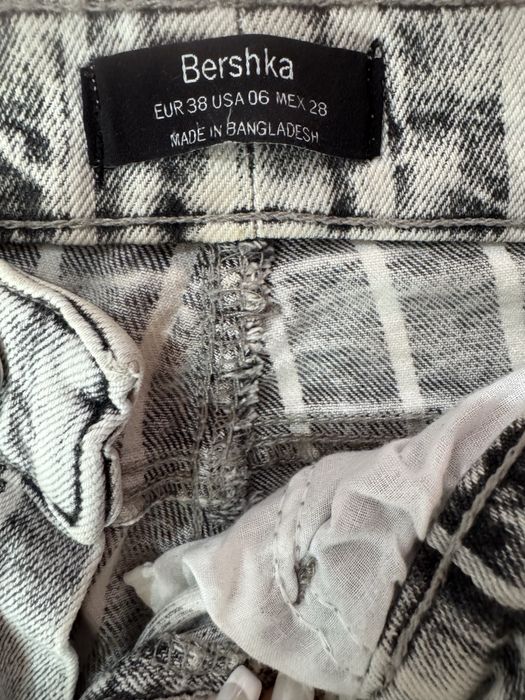 Bershka
EUR 38 USA 06 MEX 28
MADE IN BANGLADESH